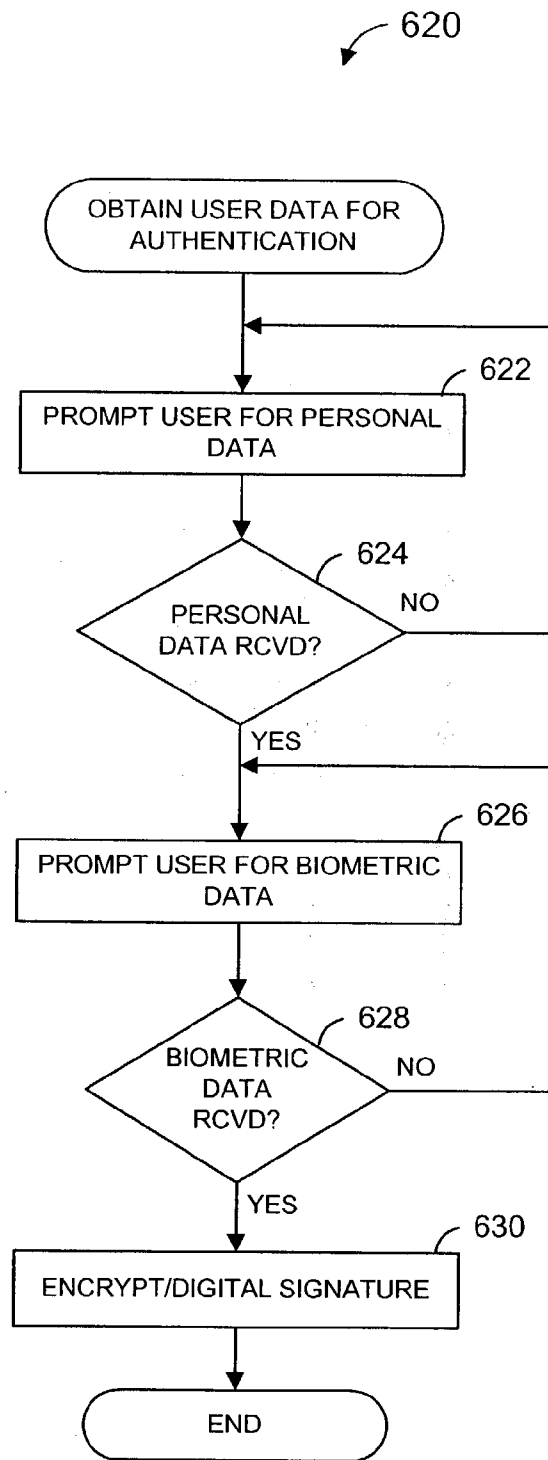 620
OBTAIN USER DATA FOR
AUTHENTICATION
622
PROMPT USER FOR PERSONAL
DATA
624
PERSONAL
DATA RCVD?
NO
YES
626
PROMPT USER FOR BIOMETRIC
DATA
628
BIOMETRIC
DATA
RCVD?
NO
YES
630
ENCRYPT/DIGITAL SIGNATURE
END